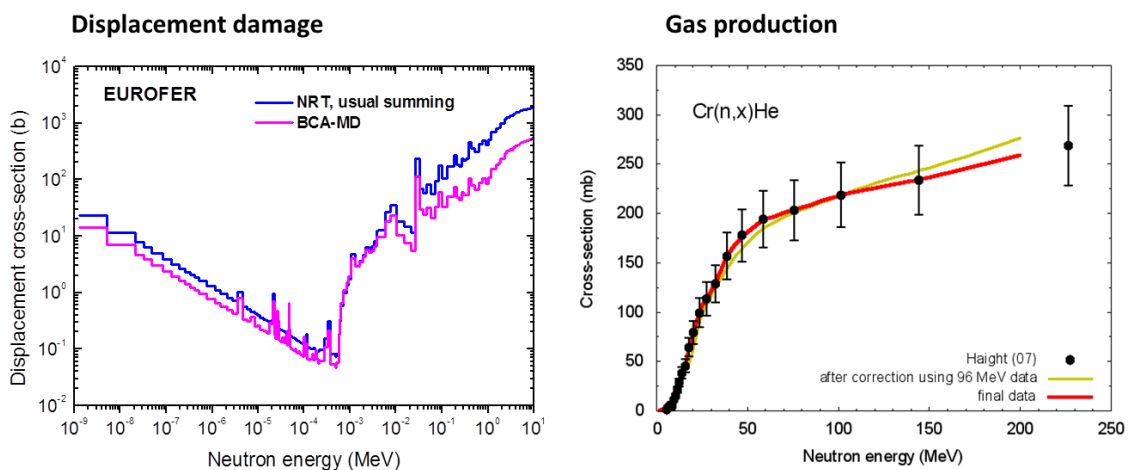 Displacement damage
EUROFER
NRT, usual summing
BCA-MD
Displacement cross-section (b)
10^4
10^3
10^2
10^1
10^0
10^-1
10^-2
10^-9 10^-8 10^-7 10^-6 10^-5 10^-4 10^-3 10^-2 10^-1 10^0 10^1
Neutron energy (MeV)
Gas production
Cr(n,x)He
Cross-section (mb)
350
300
250
200
150
100
50
0
Haight (07)
after correction using 96 MeV data
final data
0 50 100 150 200 250
Neutron energy (MeV)